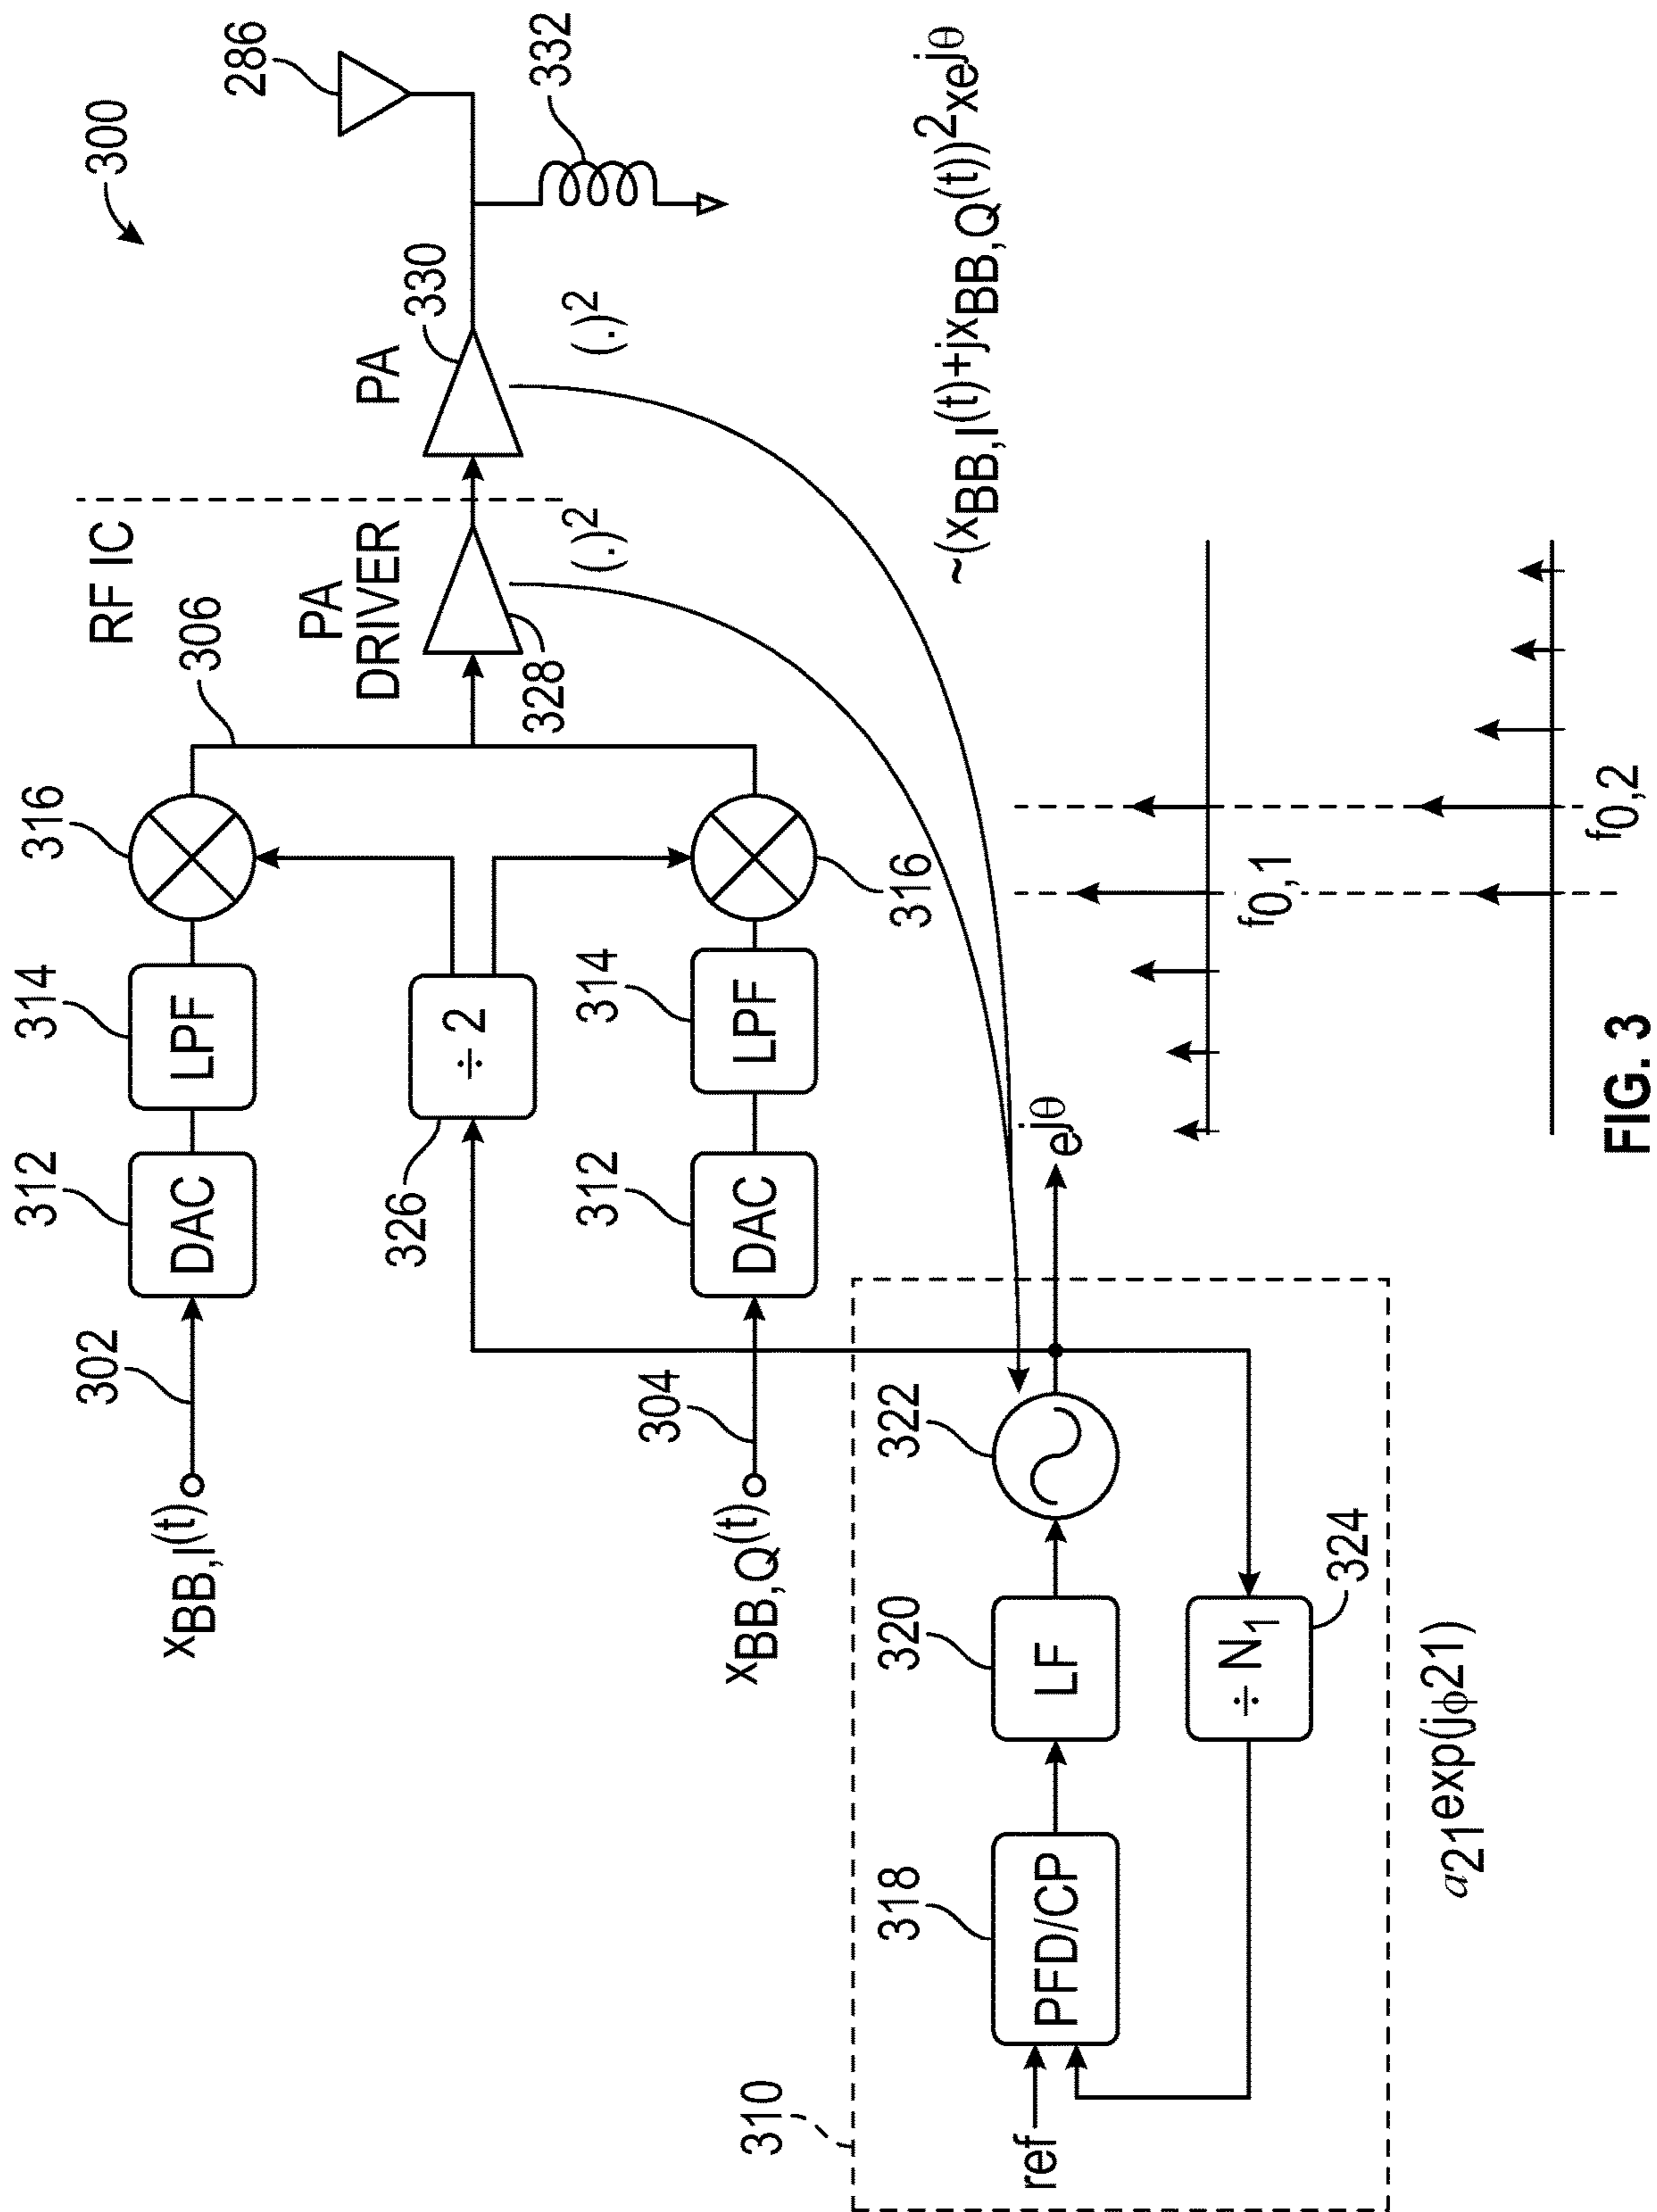 300
x_BB,I(t)
302
312
DAC
314
LPF
316
306
RF IC
PA
DRIVER
328
PA
330
286
332
(.)²
(.)²
326
÷ 2
x_BB,Q(t)
304
312
DAC
314
LPF
316
310
ref
318
PFD/CP
320
LF
322
e^jθ
÷ N₁
324
a₂₁exp(jϕ21)
~(x_BB,I(t)+jx_BB,Q(t))²xe^jθ
f₀,₁
f₀,₂
FIG. 3